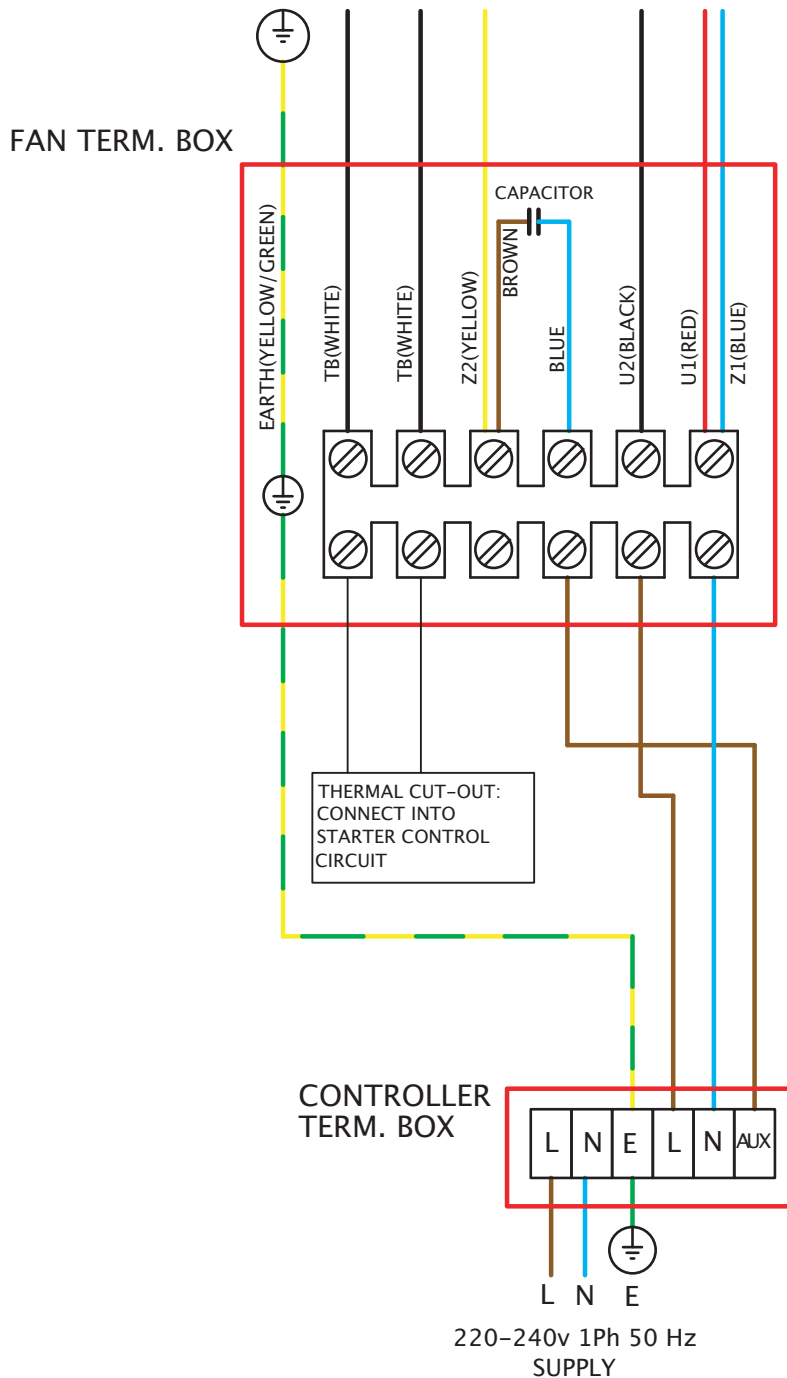 FAN TERM. BOX
CAPACITOR
EARTH(YELLOW/GREEN)
TB(WHITE)
TB(WHITE)
Z2(YELLOW)
BROWN
BLUE
U2(BLACK)
U1(RED)
Z1(BLUE)
THERMAL CUT-OUT:
CONNECT INTO
STARTER CONTROL
CIRCUIT
CONTROLLER
TERM. BOX
L N E L N AUX
L N E
220-240v 1Ph 50 Hz
SUPPLY